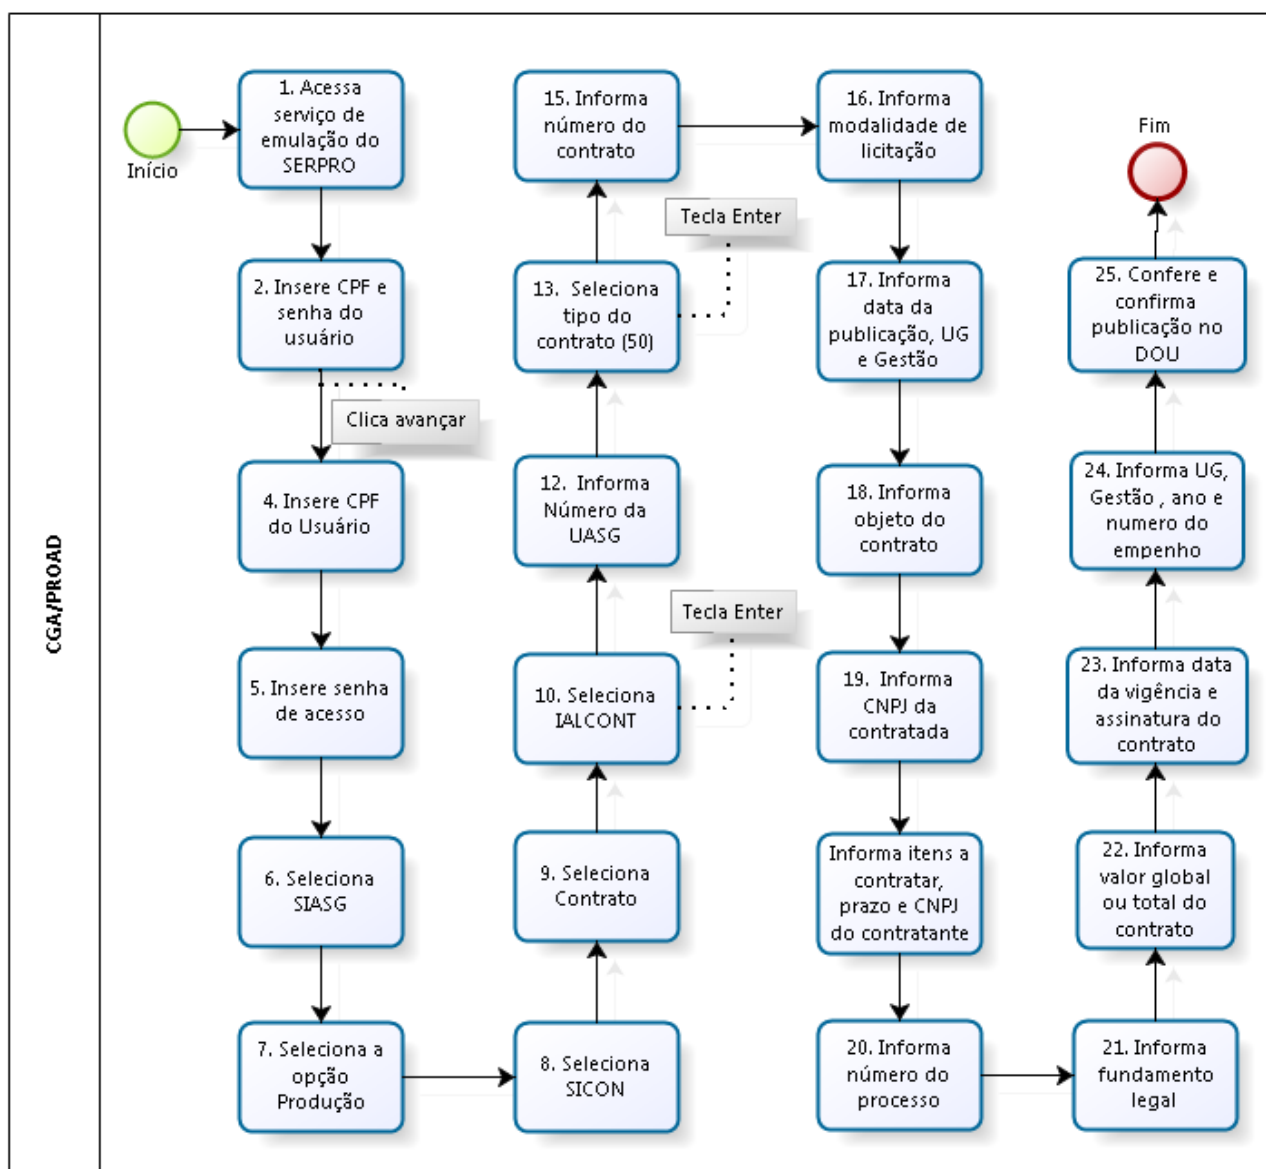 CGA/PROAD
Início
1. Acessa
serviço de
emulação do
SERPRO
2. Insere CPF e
senha do
usuário
Clica avançar
4. Insere CPF
do Usuário
5. Insere senha
de acesso
6. Seleciona
SIASG
7. Seleciona a
opção
Produção
8. Seleciona
SICON
9. Seleciona
Contrato
10. Seleciona
IALCONT
Tecla Enter
12. Informa
Número da
UASG
13. Seleciona
tipo do
contrato (50)
Tecla Enter
15. Informa
número do
contrato
16. Informa
modalidade de
licitação
17. Informa
data da
publicação, UG
e Gestão
18. Informa
objeto do
contrato
19. Informa
CNPJ da
contratada
Informa itens a
contratar,
prazo e CNPJ
do contratante
20. Informa
número do
processo
21. Informa
fundamento
legal
22. Informa
valor global
ou total do
contrato
23. Informa data
da vigência e
assinatura do
contrato
24. Informa UG,
Gestão , ano e
numero do
empenho
25. Confere e
confirma
publicação no
DOU
Fim